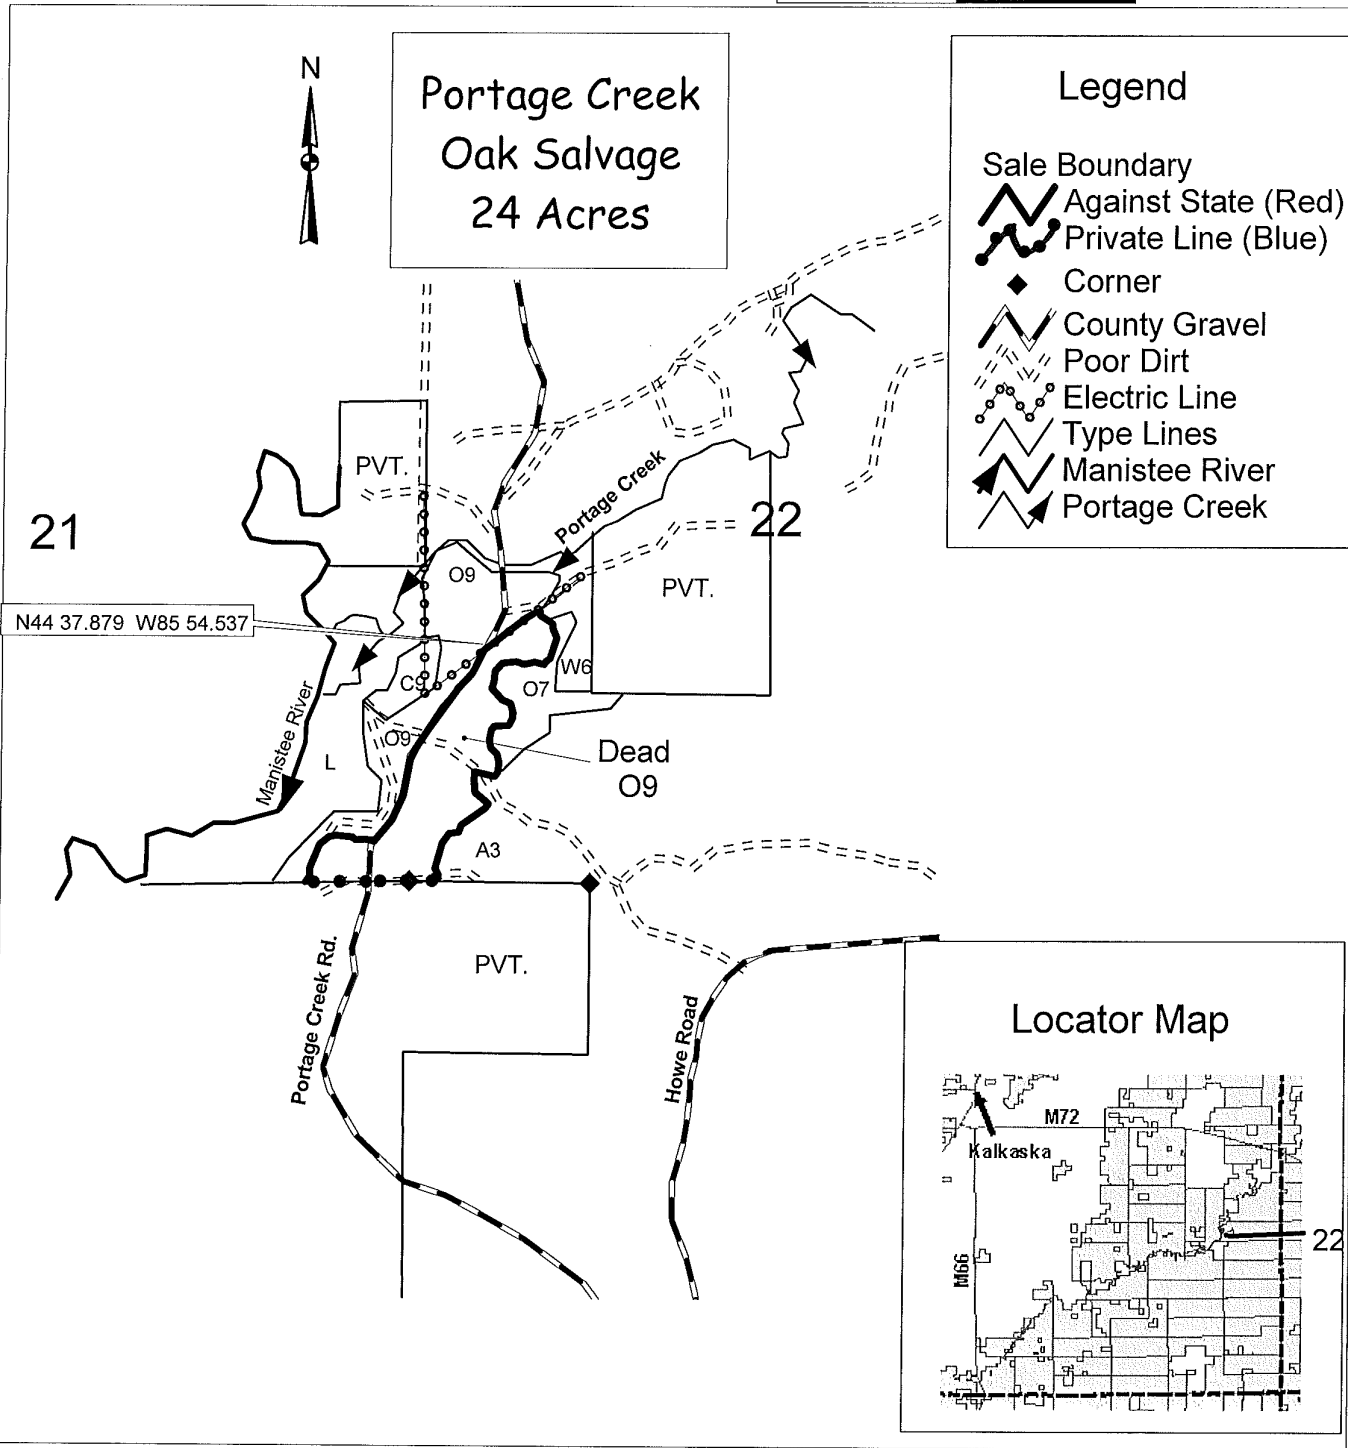 N
Portage Creek
Oak Salvage
24 Acres
Legend
Sale Boundary
Against State (Red)
Private Line (Blue)
Corner
County Gravel
Poor Dirt
Electric Line
Type Lines
Manistee River
Portage Creek
PVT.
Portage Creek
21
22
O9
PVT.
N44 37.879 W85 54.537
W6
C9
O7
Manistee River
O9
L
Dead
O9
A3
Portage Creek Rd.
PVT.
Howe Road
Locator Map
M72
Kalkaska
M66
22